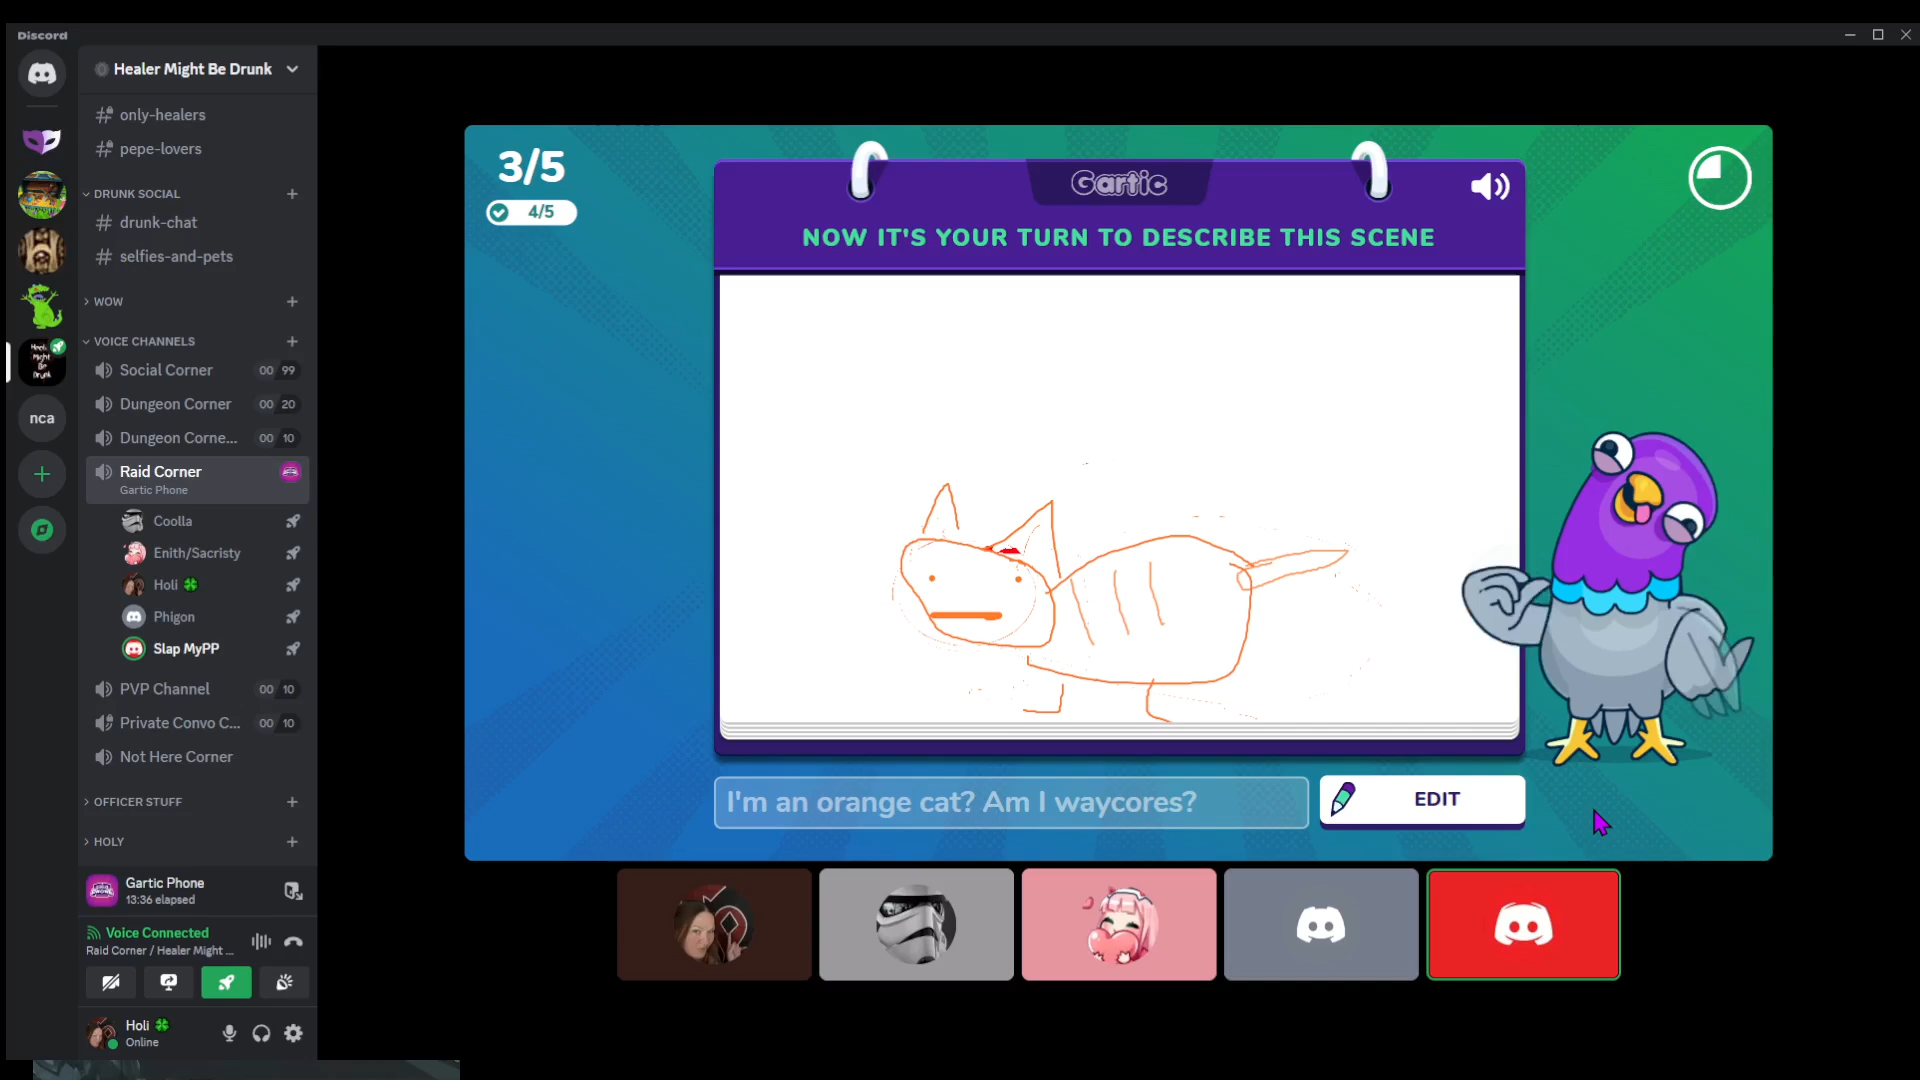 Discord
Healer Might Be Drunk
only-healers
pepe-lovers
DRUNK SOCIAL
drunk-chat
selfies-and-pets
WOW
VOICE CHANNELS
Social Corner 00 99
Dungeon Corner 00 20
Dungeon Corne... 00 10
Raid Corner
Gartic Phone
Coolla
Enith/Sacristy
Holi
Phigon
Slap MyPP
PVP Channel 00 10
Private Convo C... 00 10
Not Here Corner
OFFICER STUFF
HOLY
Gartic Phone
13:36 elapsed
Voice Connected
Raid Corner / Healer Might ...
Holi
Online
Healer
Might
Be
Drunk
nca
3/5
4/5
Gartic
NOW IT'S YOUR TURN TO DESCRIBE THIS SCENE
I'm an orange cat? Am I waycores?
EDIT